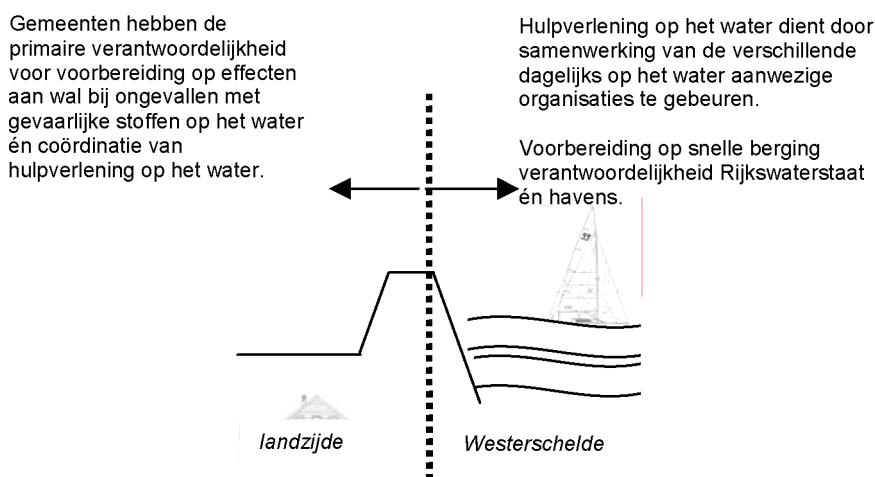 Gemeenten hebben de
primaire verantwoordelijkheid
voor voorbereiding op effecten
aan wal bij ongevallen met
gevaarlijke stoffen op het water
én coördinatie van
hulpverlening op het water.
Hulpverlening op het water dient door
samenwerking van de verschillende
dagelijks op het water aanwezige
organisaties te gebeuren.
Voorbereiding op snelle berging
verantwoordelijkheid Rijkswaterstaat
én havens.
landzijde
Westerschelde